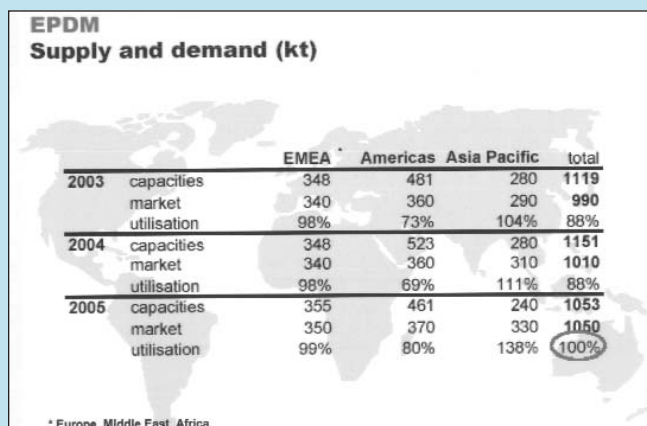 EPDM
Supply and demand (kt)
EMEA * Americas Asia Pacific total
2003 capacities 348 481 280 1119
market 340 360 290 990
utilisation 98% 73% 104% 88%
2004 capacities 348 523 280 1151
market 340 360 310 1010
utilisation 98% 69% 111% 88%
2005 capacities 355 461 240 1053
market 350 370 330 1050
utilisation 99% 80% 138% 100%
* Europe, Middle East, Africa